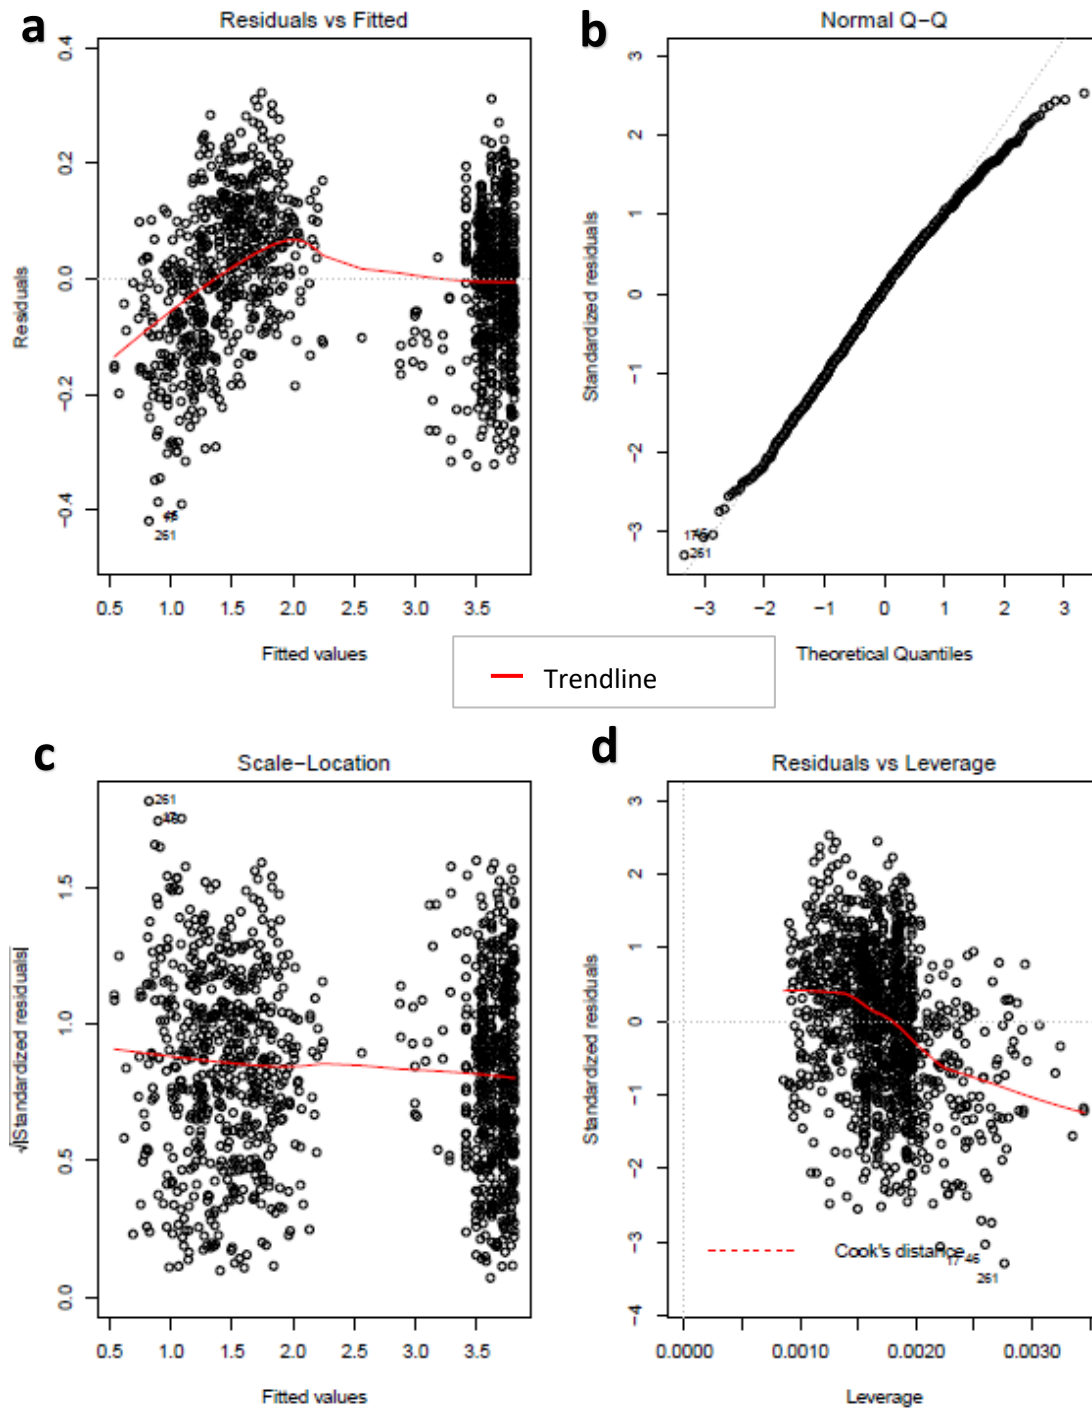 a
Residuals vs Fitted
0.4
0.2
0.0
−0.2
−0.4
Residuals
261
0.5 1.0 1.5 2.0 2.5 3.0 3.5
Fitted values
b
Normal Q−Q
3
2
1
0
−1
−2
−3
Standardized residuals
261
−3 −2 −1 0 1 2 3
Theoretical Quantiles
Trendline
c
Scale−Location
261
1.5
1.0
0.5
0.0
√|Standardized residuals|
0.5 1.0 1.5 2.0 2.5 3.0 3.5
Fitted values
d
Residuals vs Leverage
3
2
1
0
−1
−2
−3
−4
Standardized residuals
Cook's distance
17 46
261
0.0000 0.0010 0.0020 0.0030
Leverage